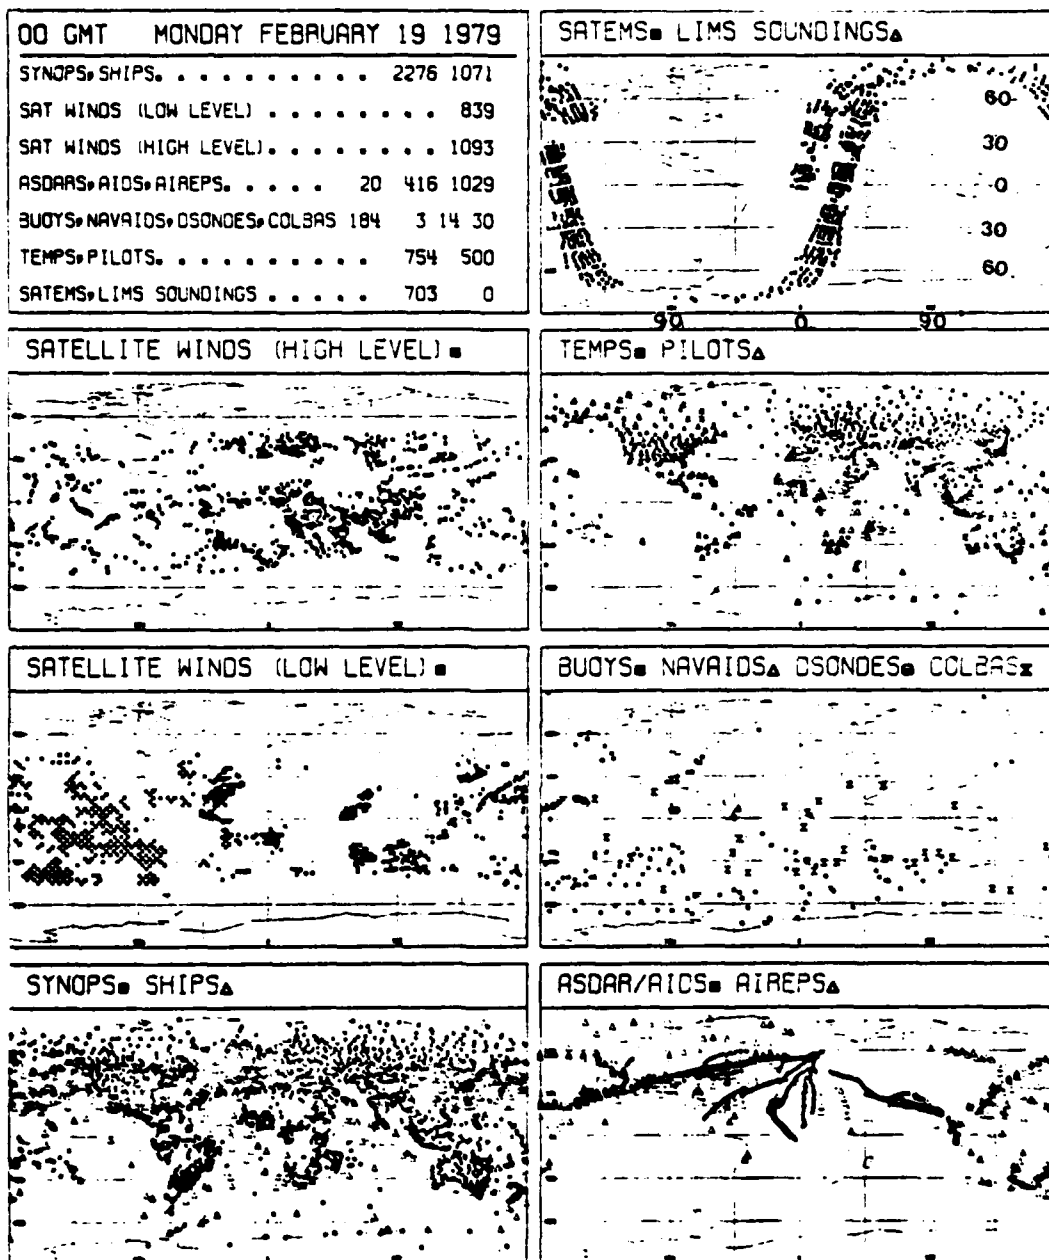 00 GMT MONDAY FEBRUARY 19 1979
SYNOPS, SHIPS. . . . . . . . . . 2276 1071
SAT WINDS (LOW LEVEL) . . . . . . . . 839
SAT WINDS (HIGH LEVEL). . . . . . . . 1093
ASDARS, AIDS, AIREPS. . . . . . 20 416 1029
BUOYS, NAVAIDS, DSONDES, COLBAS 184 3 14 30
TEMPS, PILOTS. . . . . . . . . . 754 500
SATEMS, LIMS SOUNDINGS . . . . . 703 0
SATEMS■ LIMS SOUNDINGS▵
60
30
0
30
60
90 0 90
SATELLITE WINDS (HIGH LEVEL) ■
TEMPS■ PILOTS▵
SATELLITE WINDS (LOW LEVEL) ■
BUOYS■ NAVAIDS▵ DSONDES● COLBASx
SYNOPS■ SHIPS▵
ASDAR/AIDS■ AIREPS▵